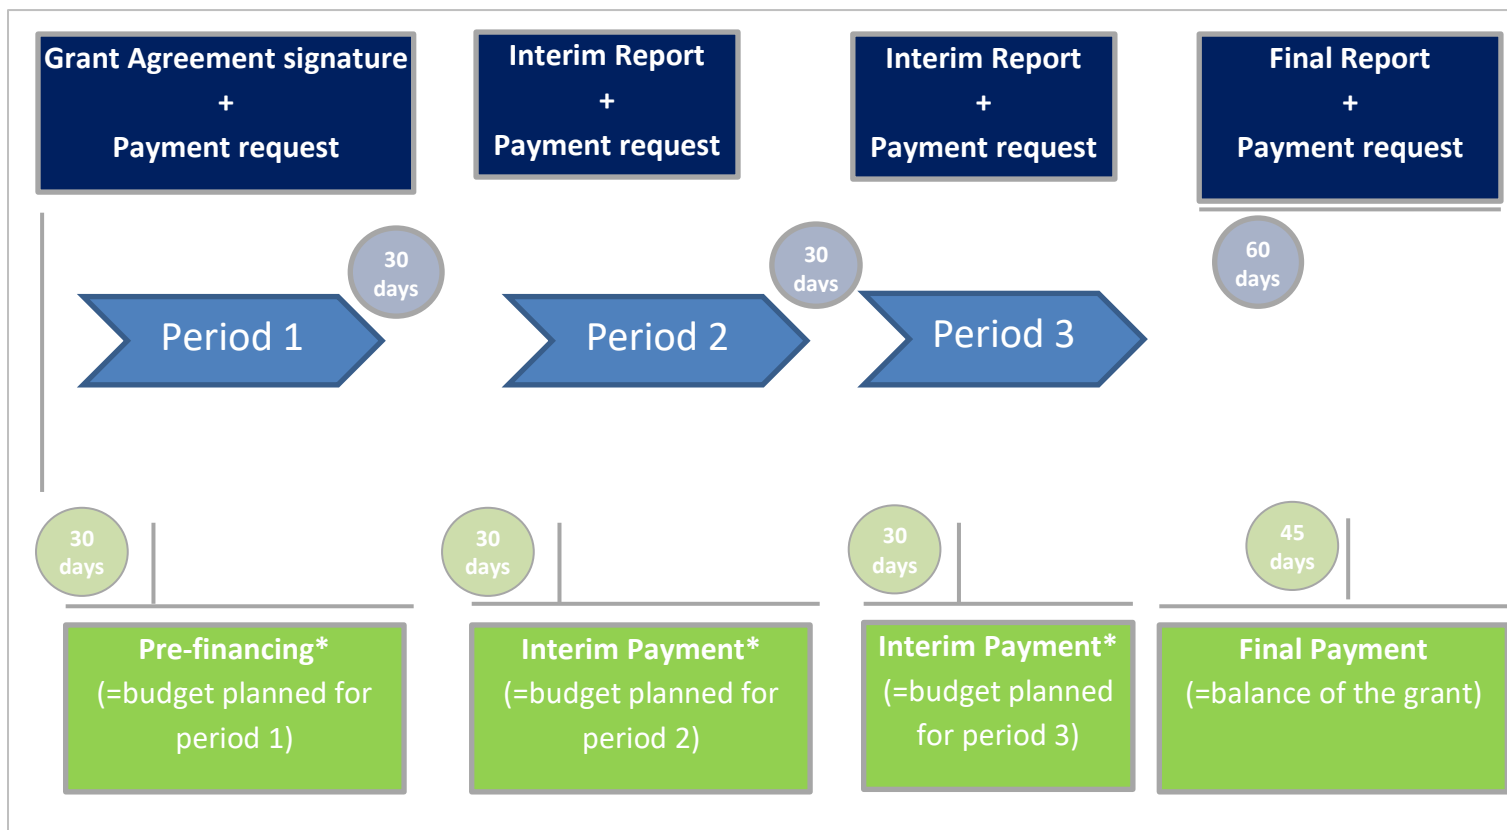 Grant Agreement signature
+
Payment request
Interim Report
+
Payment request
Interim Report
+
Payment request
Final Report
+
Payment request
30
days
30
days
60
days
Period 1
Period 2
Period 3
30
days
30
days
30
days
45
days
Pre-financing*
(=budget planned for
period 1)
Interim Payment*
(=budget planned for
period 2)
Interim Payment*
(=budget planned
for period 3)
Final Payment
(=balance of the grant)